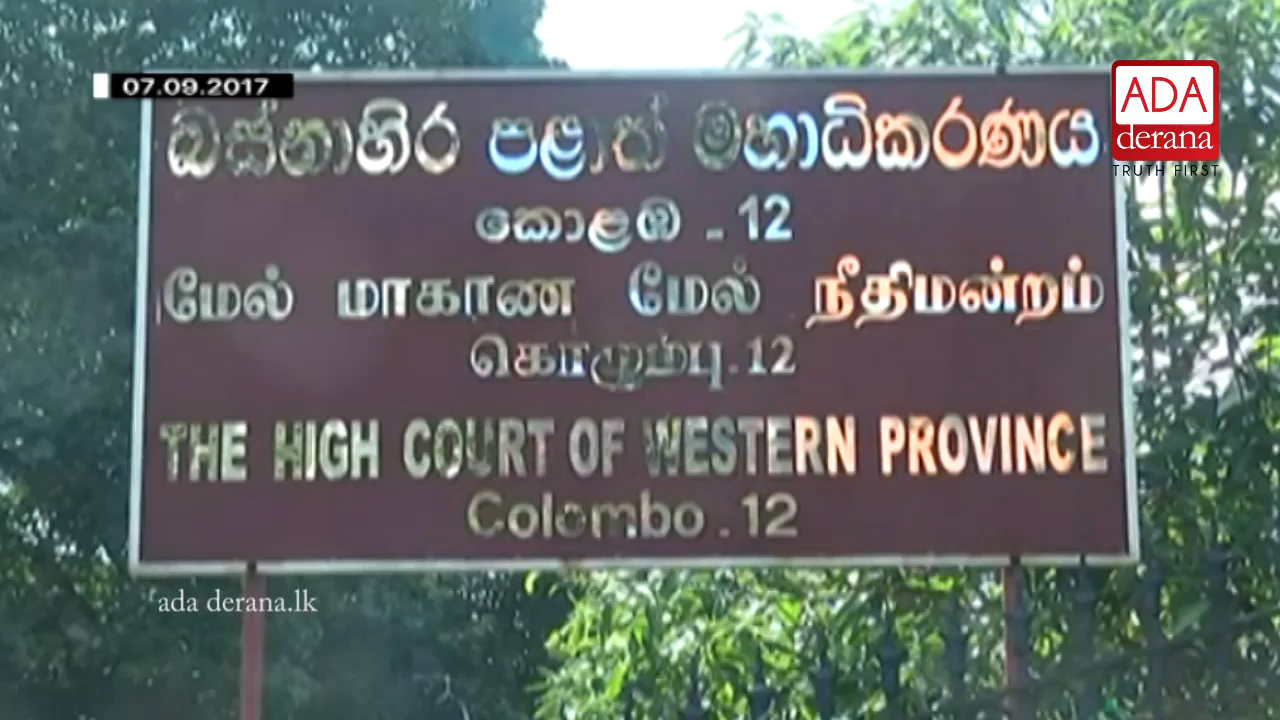 07.09.2017
ADA
derana
TRUTH FIRST
බස්නාහිර පළාත් මහාධිකරණය
කොළඹ - 12
மேல் மாகாண மேல் நீதிமன்றம்
கொழும்பு.12
THE HIGH COURT OF WESTERN PROVINCE
Colombo . 12
ada derana.lk